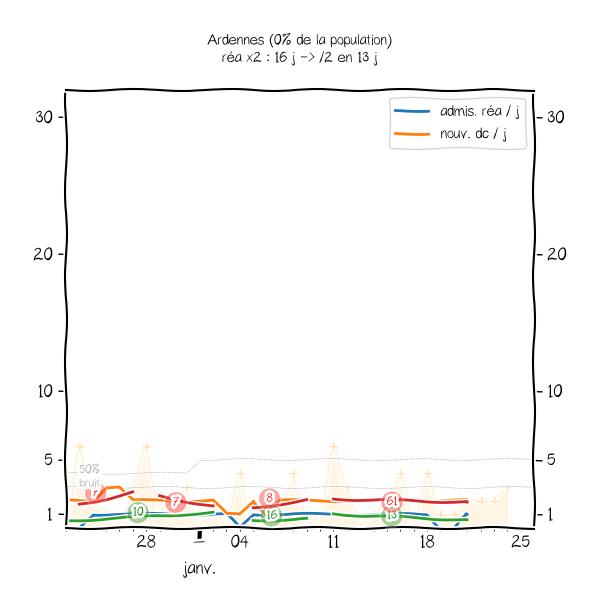 Ardennes (0% de la population)
réa x2 : 16 j -> /2 en 13 j
admis. réa / j
nouv. dc / j
30 30
20 20
10 10
5 5
1 1
50%
bruit
7 8 61
10 16 13
28 1 04 11 18 25
janv.